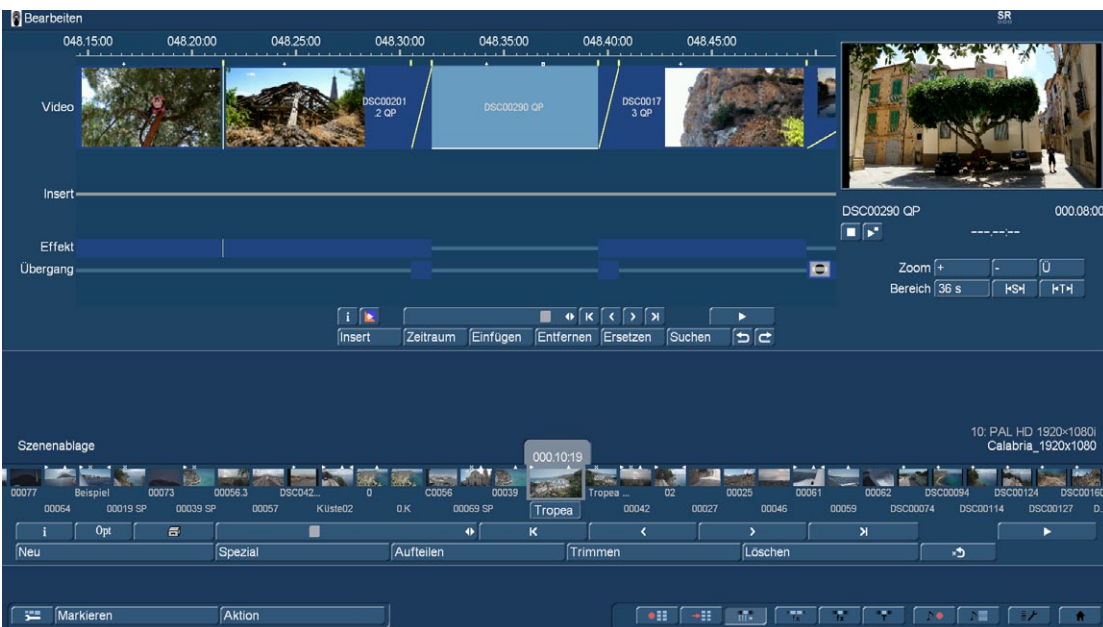 Bearbeiten SR
048.15:00 048.20:00 048.25:00 048.30:00 048.35:00 048.40:00 048.45:00
Video
DSC00201
.2 QP
DSC00290 QP
DSC0017
3 QP
Insert
DSC00290 QP 000.08:00
---.--:--
Effekt
Übergang
Zoom + - Ü
Bereich 36 s |•S•| |•T•|
i
Insert Zeitraum Einfügen Entfernen Ersetzen Suchen
10: PAL HD 1920×1080i
Szenenablage Calabria_1920x1080
000.10:19
00077 Beispiel 00073 00056.3 DSC042... 0 C0056 00039 Tropea ... 02 00025 00061 00062 DSC00094 DSC00124 DSC00160
00064 00019 SP 00039 SP 00057 Küste02 0.K 00069 SP Tropea 00042 00027 00046 00059 DSC00074 DSC00114 DSC00127 D..
i Opt
Neu Spezial Aufteilen Trimmen Löschen
Markieren Aktion